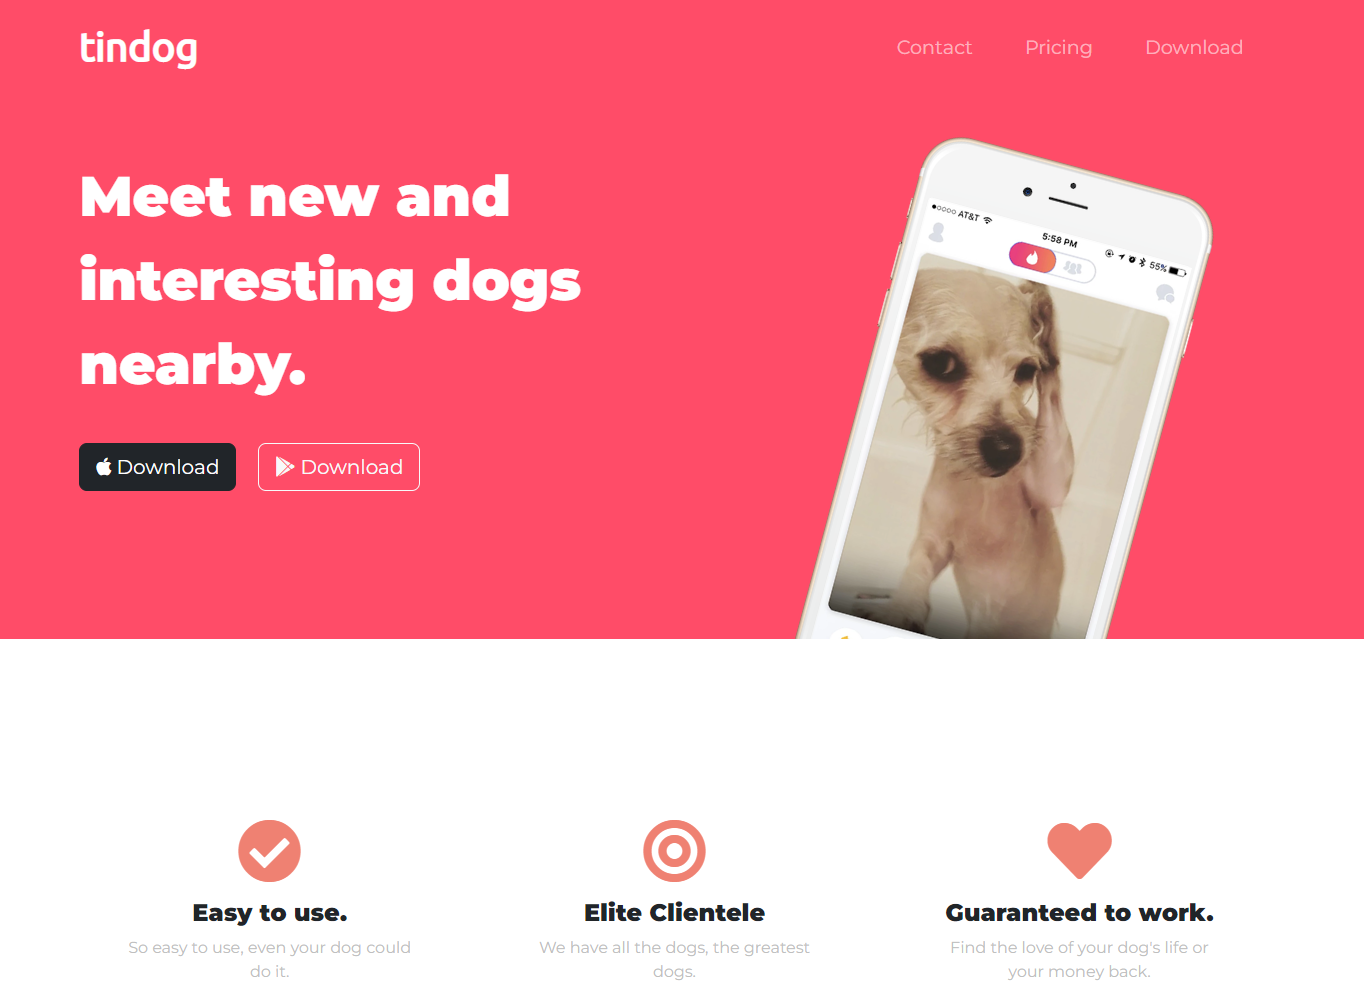 tindog
Contact Pricing Download
Meet new and
interesting dogs
nearby.
Download Download
AT&T 5:58 PM 55%
Easy to use. Elite Clientele Guaranteed to work.
So easy to use, even your dog could
do it.
We have all the dogs, the greatest
dogs.
Find the love of your dog's life or
your money back.